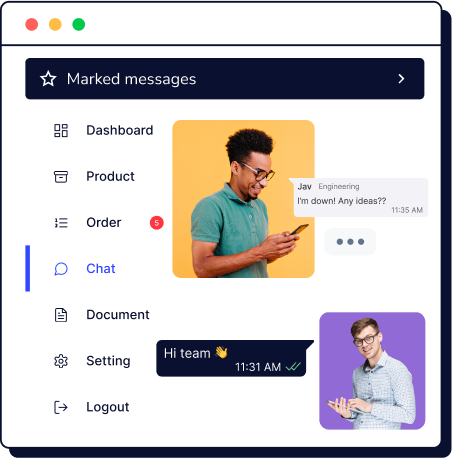 Marked messages
Dashboard
Product
Jav Engineering
I'm down! Any ideas??
11:35 AM
Order 5
Chat
Document
Hi team 👋
11:31 AM
Setting
Logout